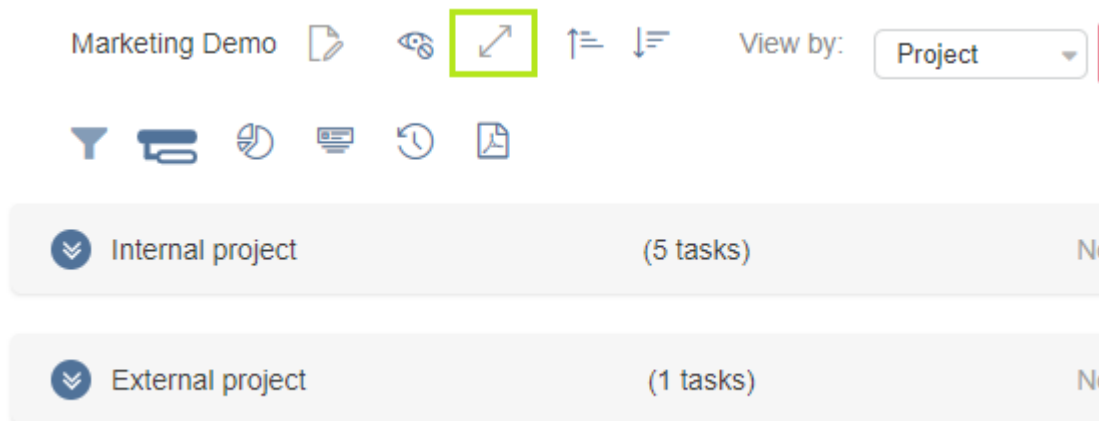 Marketing Demo View by: Project
Internal project (5 tasks)
External project (1 tasks)